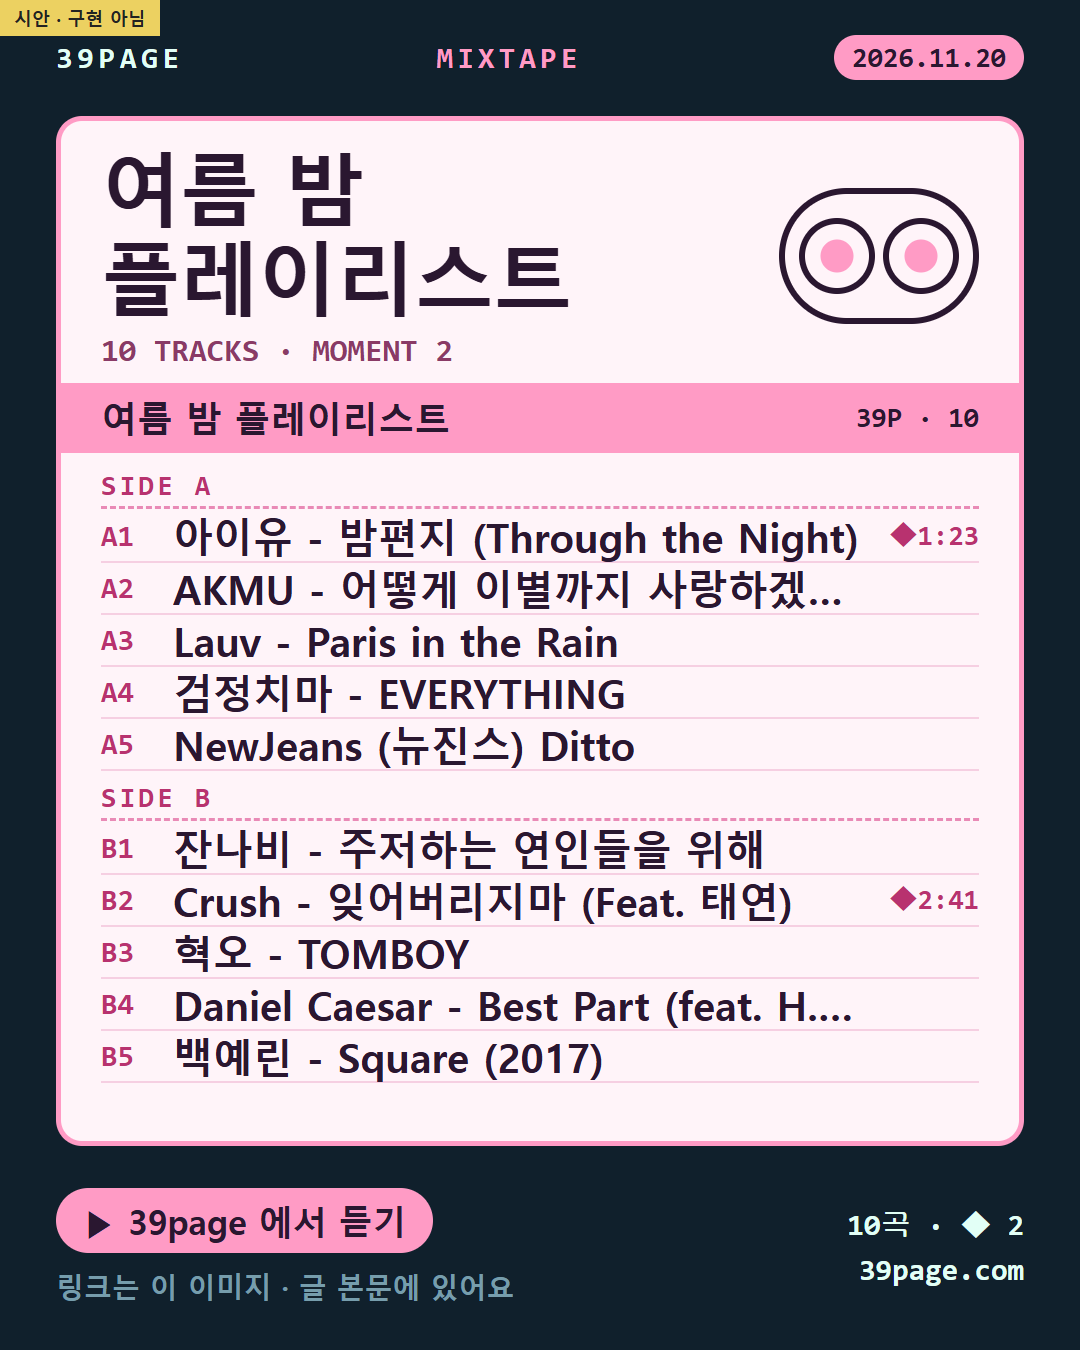 시안 · 구현 아님
39PAGE MIXTAPE 2026.11.20
여름 밤
플레이리스트
10 TRACKS · MOMENT 2
여름 밤 플레이리스트 39P · 10
SIDE A
A1 아이유 - 밤편지 (Through the Night) ◆1:23
A2 AKMU - 어떻게 이별까지 사랑하겠...
A3 Lauv - Paris in the Rain
A4 검정치마 - EVERYTHING
A5 NewJeans (뉴진스) Ditto
SIDE B
B1 잔나비 - 주저하는 연인들을 위해
B2 Crush - 잊어버리지마 (Feat. 태연) ◆2:41
B3 혁오 - TOMBOY
B4 Daniel Caesar - Best Part (feat. H....
B5 백예린 - Square (2017)
▶ 39page 에서 듣기
10곡 · ◆ 2
링크는 이 이미지 · 글 본문에 있어요
39page.com